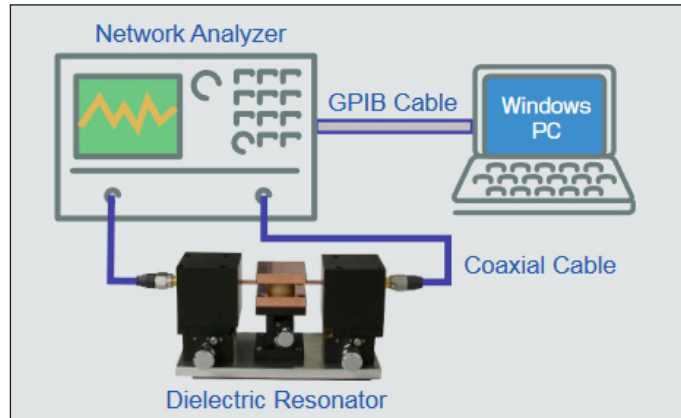 Network Analyzer
GPIB Cable
Windows
PC
Coaxial Cable
Dielectric Resonator